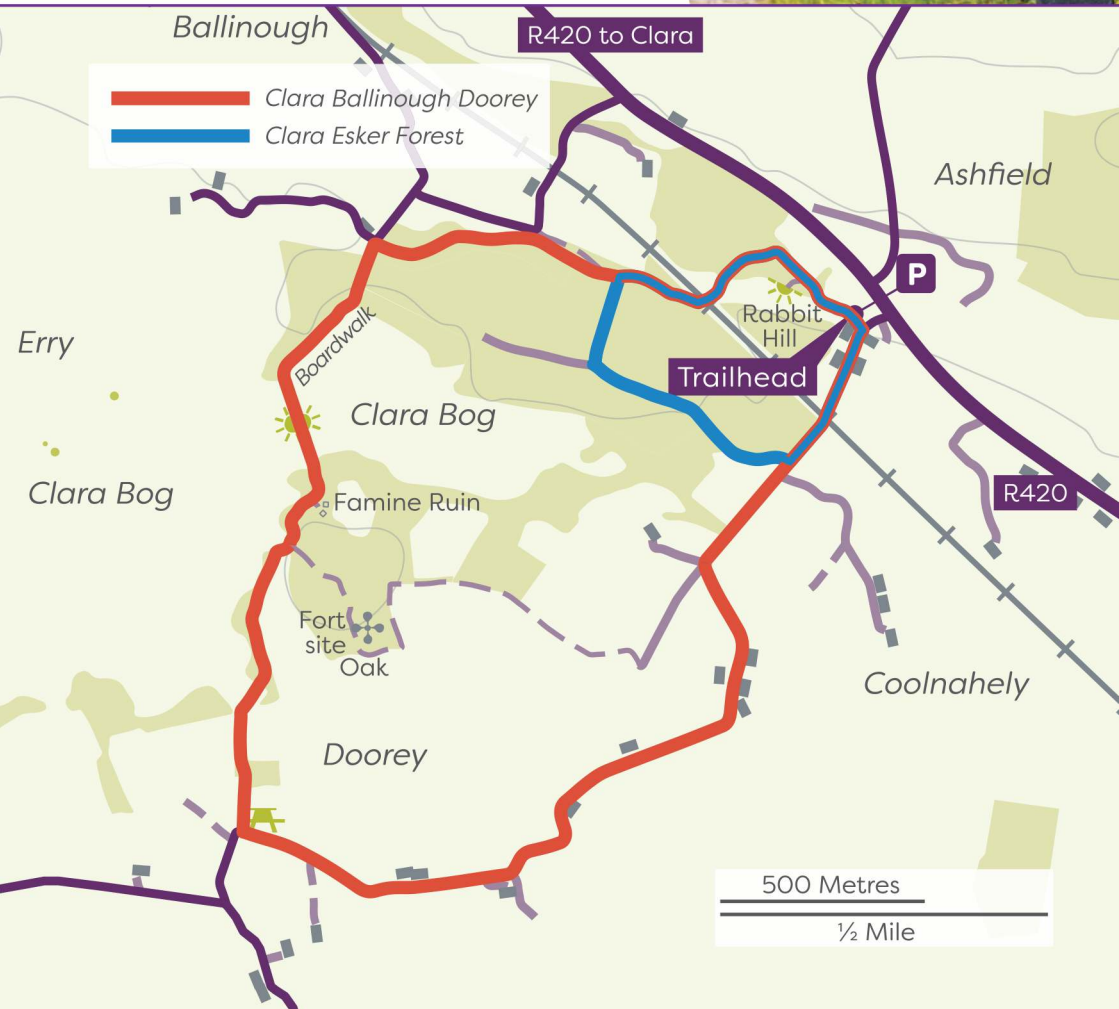 Ballinough
R420 to Clara
Clara Ballinough Doorey
Clara Esker Forest
Ashfield
P
Rabbit
Hill
Erry
Boardwalk
Trailhead
Clara Bog
Clara Bog
R420
Famine Ruin
Fort
site
Oak
Coolnahely
Doorey
500 Metres
½ Mile